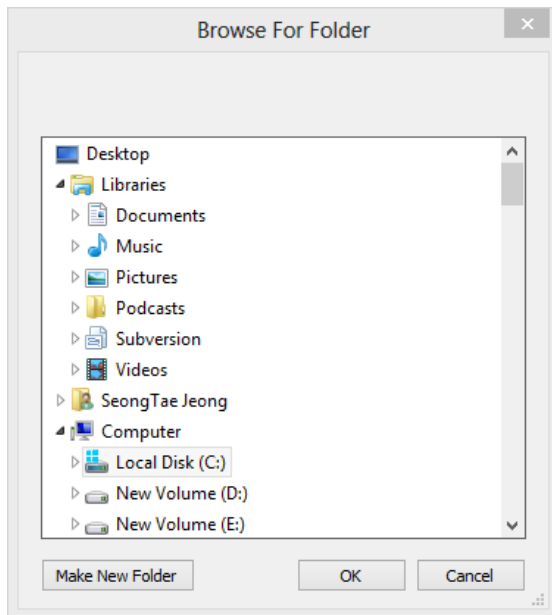 Browse For Folder
Desktop
Libraries
Documents
Music
Pictures
Podcasts
Subversion
Videos
SeongTae Jeong
Computer
Local Disk (C:)
New Volume (D:)
New Volume (E:)
Make New Folder OK Cancel